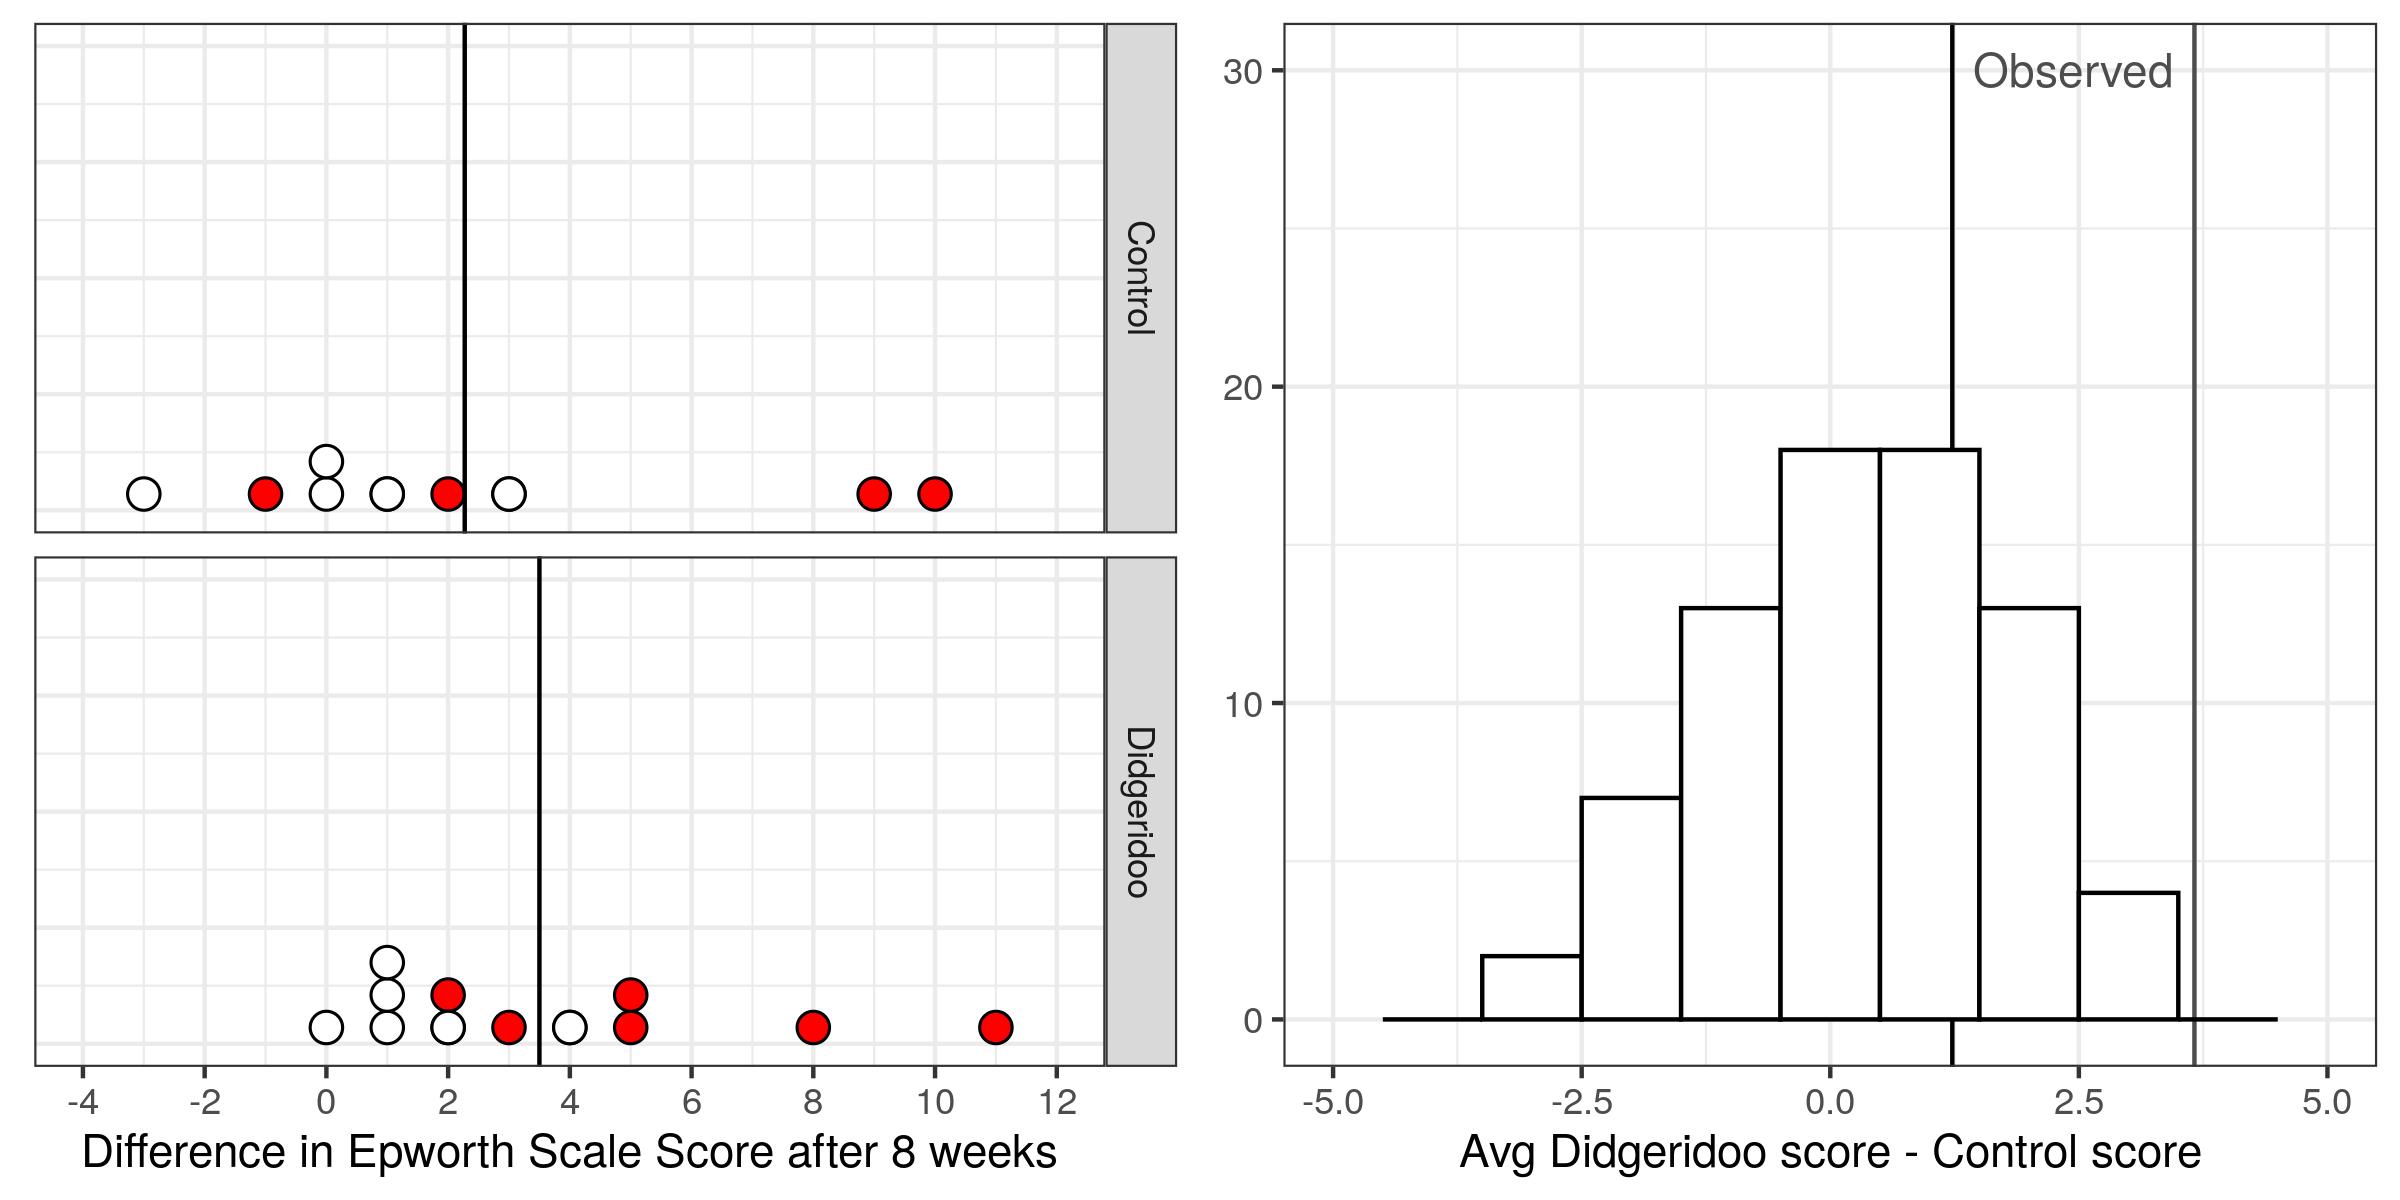 Control
Didgeridoo
-4 -2 0 2 4 6 8 10 12
Difference in Epworth Scale Score after 8 weeks
Observed
30
20
10
0
-5.0 -2.5 0.0 2.5 5.0
Avg Didgeridoo score - Control score